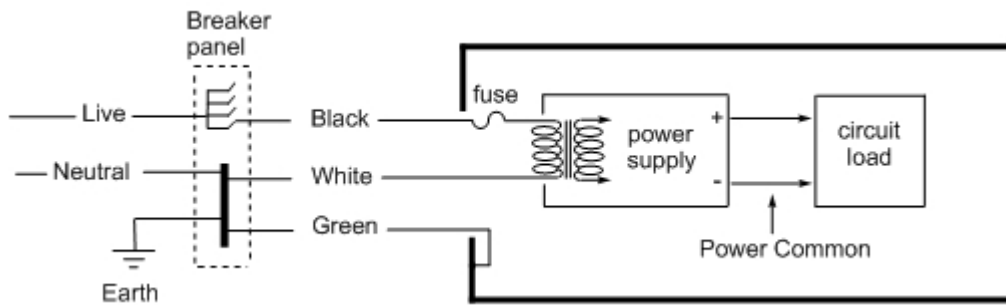 Breaker
panel
Live
Black
fuse
power
supply
+
-
circuit
load
Neutral
White
Green
Power Common
Earth